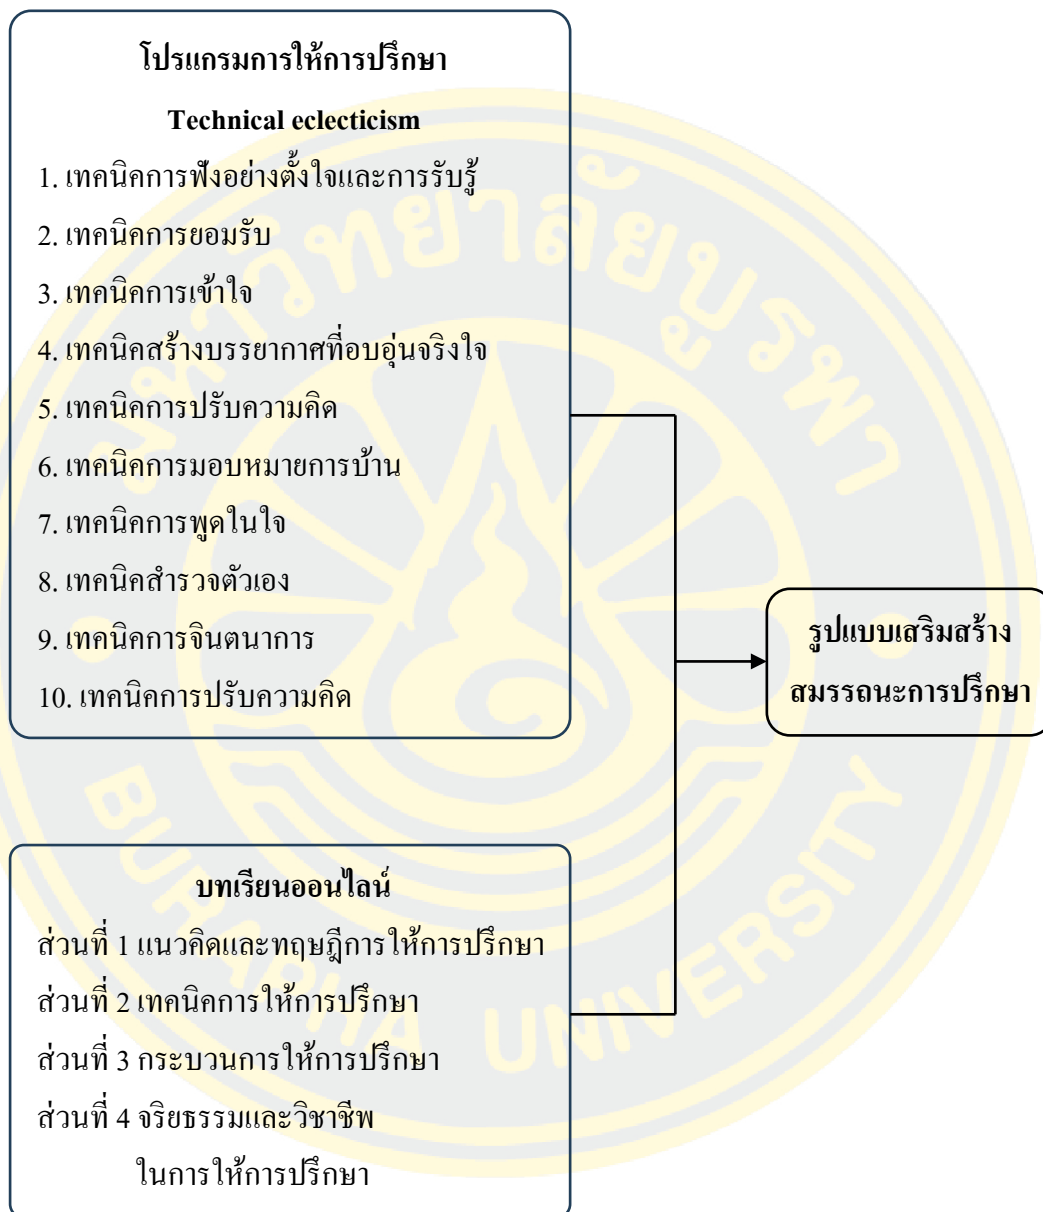 โปรแกรมการให้การปรึกษา
Technical eclecticism
1. เทคนิคการฟังอย่างตั้งใจและการรับรู้
2. เทคนิคการยอมรับ
3. เทคนิคการเข้าใจ
4. เทคนิคสร้างบรรยากาศที่อบอุ่นจริงใจ
5. เทคนิคการปรับความคิด
6. เทคนิคการมอบหมายการบ้าน
7. เทคนิคการพูดในใจ
8. เทคนิคสำรวจตัวเอง
9. เทคนิคการจินตนาการ
10. เทคนิคการปรับความคิด
รูปแบบเสริมสร้าง
สมรรถนะการปรึกษา
บทเรียนออนไลน์
ส่วนที่ 1 แนวคิดและทฤษฎีการให้การปรึกษา
ส่วนที่ 2 เทคนิคการให้การปรึกษา
ส่วนที่ 3 กระบวนการให้การปรึกษา
ส่วนที่ 4 จริยธรรมและวิชาชีพ
ในการให้การปรึกษา
มหาวิทยาลัยบูรพา
BURAPHA UNIVERSITY